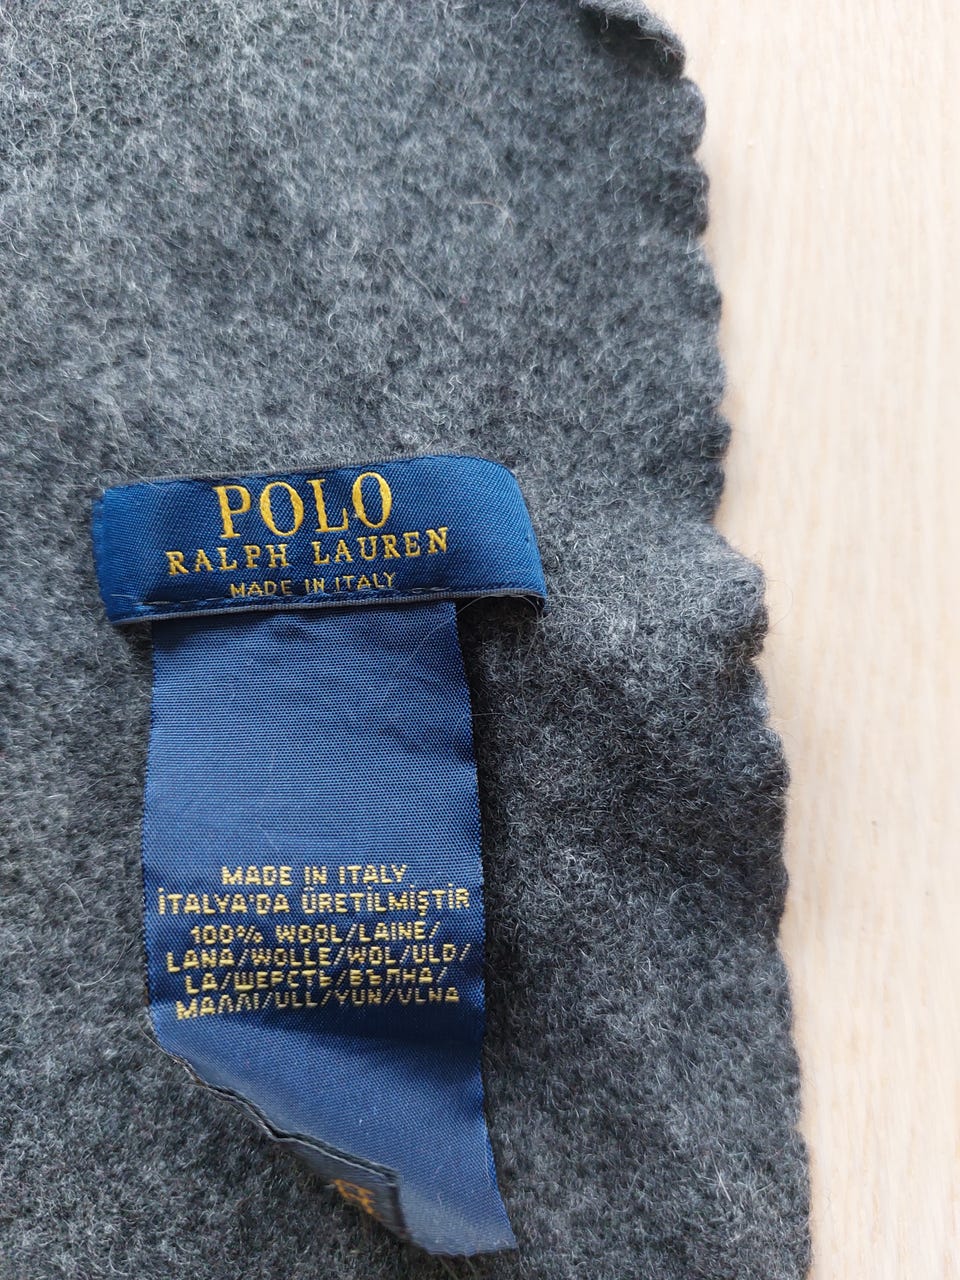 POLO
RALPH LAUREN
MADE IN ITALY
MADE IN ITALY
İTALYA'DA ÜRETİLMİŞTİR
100% WOOL/LAINE/
LANA/WOLLE/WOL/ULD/
LÃ/ШЕРСТЬ/ВЪЛНА/
ΜΑΛΛΙ/ULL/YÜN/VLNA